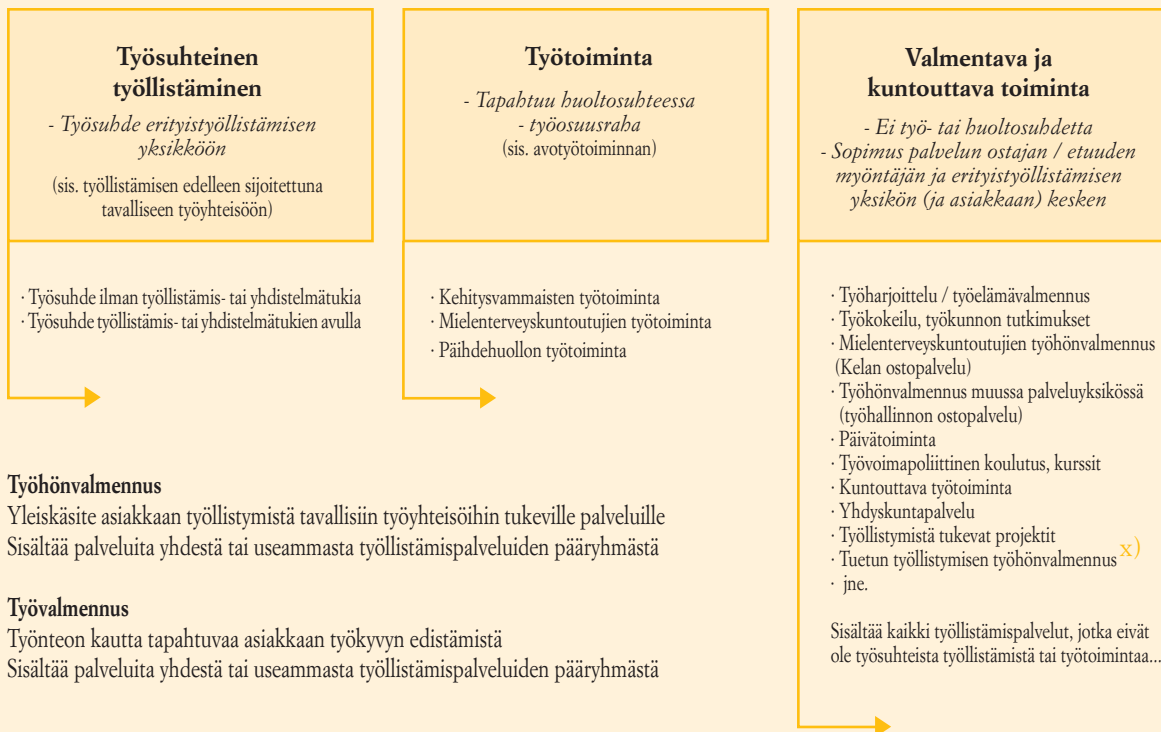 Työsuhteinen
työllistäminen
- Työsuhde erityistyöllistämisen
yksikköön
(sis. työllistämisen edelleen sijoitettuna
tavalliseen työyhteisöön)
· Työsuhde ilman työllistämis- tai yhdistelmätukia
· Työsuhde työllistämis- tai yhdistelmätukien avulla
Työtoiminta
- Tapahtuu huoltosuhteessa
- työosuusraha
(sis. avotyötoiminnan)
· Kehitysvammaisten työtoiminta
· Mielenterveyskuntoutujien työtoiminta
· Päihdehuollon työtoiminta
Valmentava ja
kuntouttava toiminta
- Ei työ- tai huoltosuhdetta
- Sopimus palvelun ostajan / etuuden
myöntäjän ja erityistyöllistämisen
yksikön (ja asiakkaan) kesken
· Työharjoittelu / työelämävalmennus
· Työkokeilu, työkunnon tutkimukset
· Mielenterveyskuntoutujien työhönvalmennus
(Kelan ostopalvelu)
· Työhönvalmennus muussa palveluyksikössä
(työhallinnon ostopalvelu)
· Päivätoiminta
· Työvoimapoliittinen koulutus, kurssit
· Kuntouttava työtoiminta
· Yhdyskuntapalvelu
· Työllistymistä tukevat projektit
· Tuetun työllistymisen työhönvalmennus x)
· jne.
Sisältää kaikki työllistämispalvelut, jotka eivät
ole työsuhteista työllistämistä tai työtoimintaa...
Työhönvalmennus
Yleiskäsite asiakkaan työllistymistä tavallisiin työyhteisöihin tukeville palveluille
Sisältää palveluita yhdestä tai useammasta työllistämispalveluiden pääryhmästä
Työvalmennus
Työnteon kautta tapahtuvaa asiakkaan työkyvyn edistämistä
Sisältää palveluita yhdestä tai useammasta työllistämispalveluiden pääryhmästä